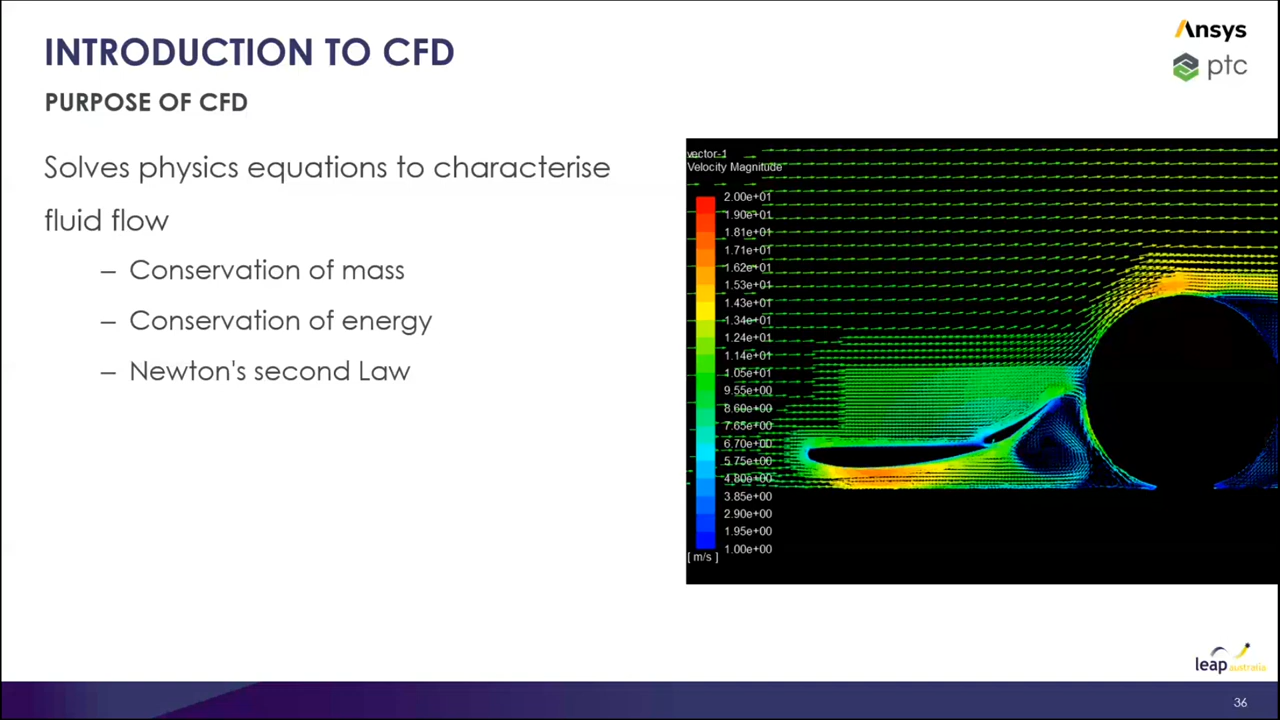 INTRODUCTION TO CFD
Ansys
ptc
PURPOSE OF CFD
Solves physics equations to characterise
fluid flow
– Conservation of mass
– Conservation of energy
– Newton's second Law
vector-1
Velocity Magnitude
2.00e+01
1.90e+01
1.81e+01
1.71e+01
1.62e+01
1.53e+01
1.43e+01
1.34e+01
1.24e+01
1.14e+01
1.05e+01
9.55e+00
8.60e+00
7.65e+00
6.70e+00
5.75e+00
4.80e+00
3.85e+00
2.90e+00
1.95e+00
1.00e+00
[ m/s ]
leap australia
36